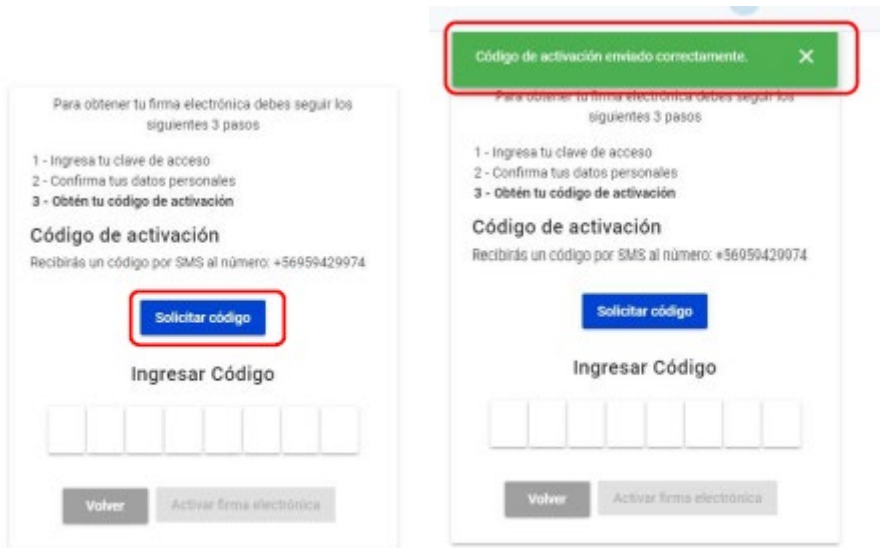 Para obtener tu firma electrónica debes seguir los
siguientes 3 pasos
1 - Ingresa tu clave de acceso
2 - Confirma tus datos personales
3 - Obtén tu código de activación
Código de activación
Recibirás un código por SMS al número: +56959429974
Solicitar código
Ingresar Código
Volver
Activar firma electrónica
Código de activación enviado correctamente. ×
Para obtener tu firma electrónica debes seguir los
siguientes 3 pasos
1 - Ingresa tu clave de acceso
2 - Confirma tus datos personales
3 - Obtén tu código de activación
Código de activación
Recibirás un código por SMS al número: +56959429974
Solicitar código
Ingresar Código
Volver
Activar firma electrónica